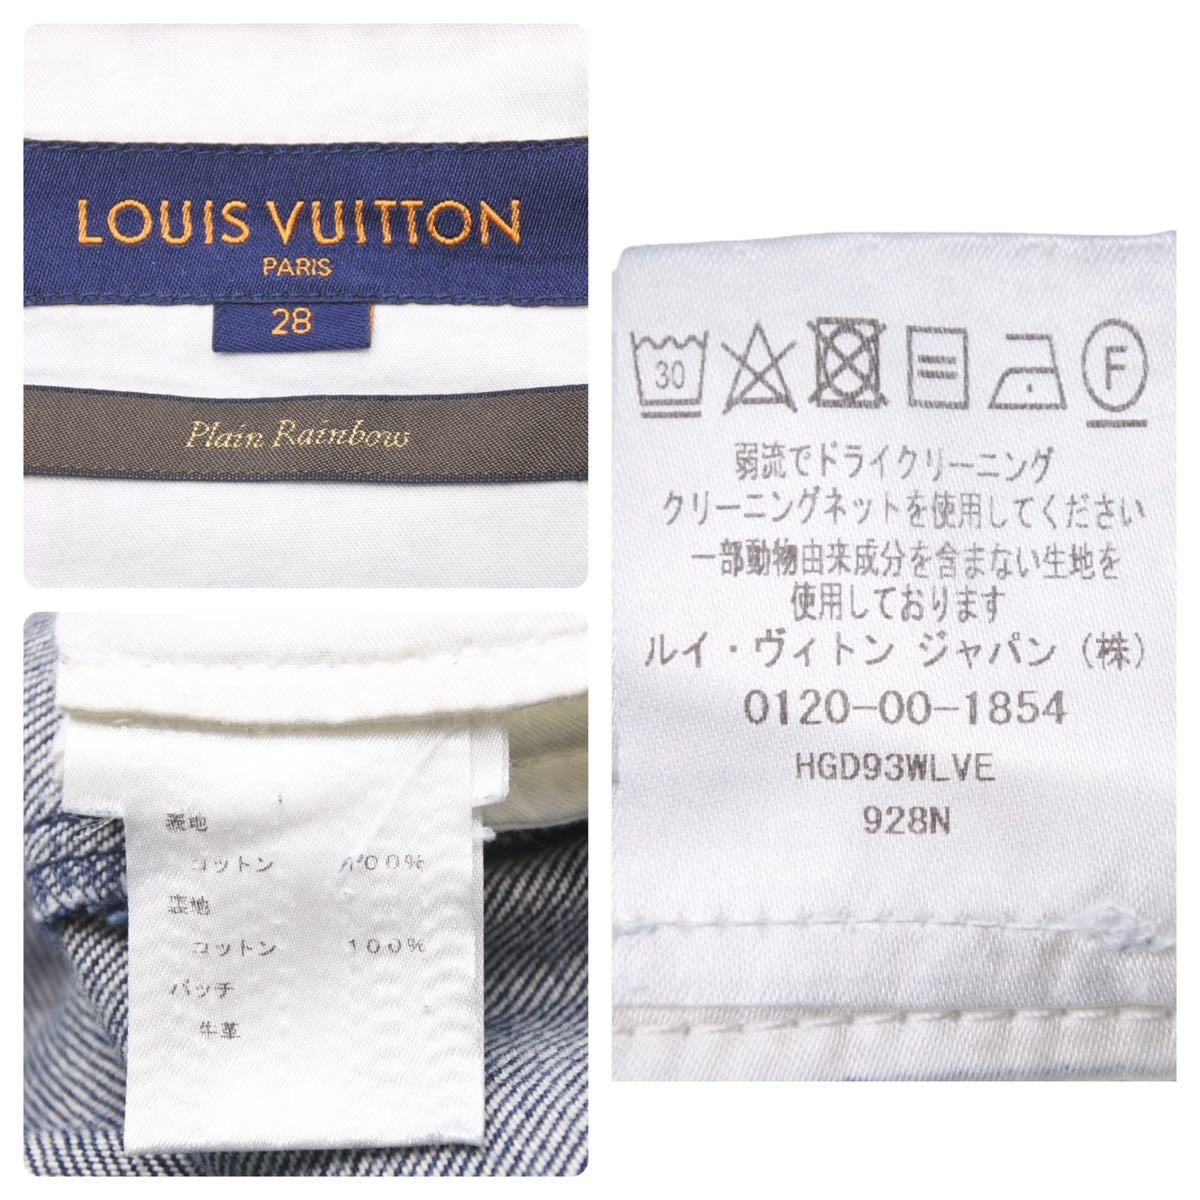 LOUIS VUITTON
PARIS
28
Plain Rainbow
表地
コットン 100%
裏地
コットン 100%
パッチ
牛革
30
F
弱流でドライクリーニング
クリーニングネットを使用してください
一部動物由来成分を含まない生地を
使用しております
ルイ・ヴィトン ジャパン (株)
0120-00-1854
HGD93WLVE
928N